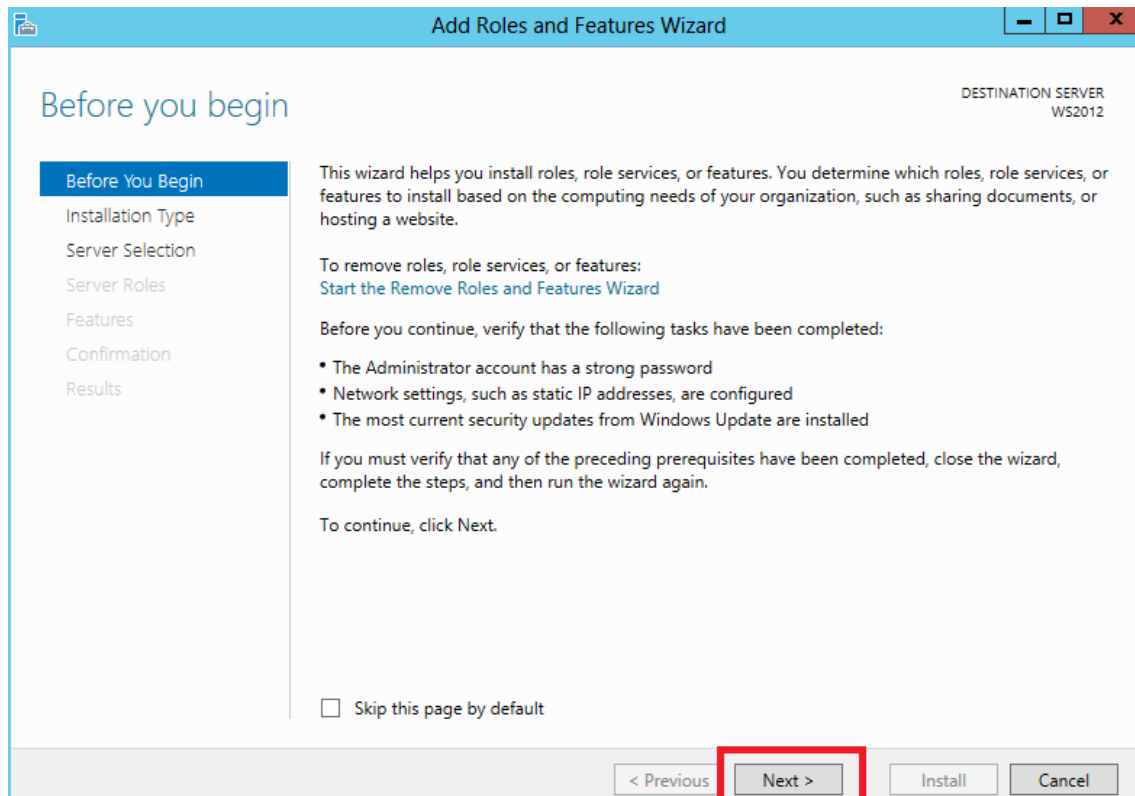 Add Roles and Features Wizard
X
Before you begin
DESTINATION SERVER
WS2012
Before You Begin
Installation Type
Server Selection
Server Roles
Features
Confirmation
Results
This wizard helps you install roles, role services, or features. You determine which roles, role services, or
features to install based on the computing needs of your organization, such as sharing documents, or
hosting a website.
To remove roles, role services, or features:
Start the Remove Roles and Features Wizard
Before you continue, verify that the following tasks have been completed:
• The Administrator account has a strong password
• Network settings, such as static IP addresses, are configured
• The most current security updates from Windows Update are installed
If you must verify that any of the preceding prerequisites have been completed, close the wizard,
complete the steps, and then run the wizard again.
To continue, click Next.
Skip this page by default
< Previous
Next >
Install
Cancel